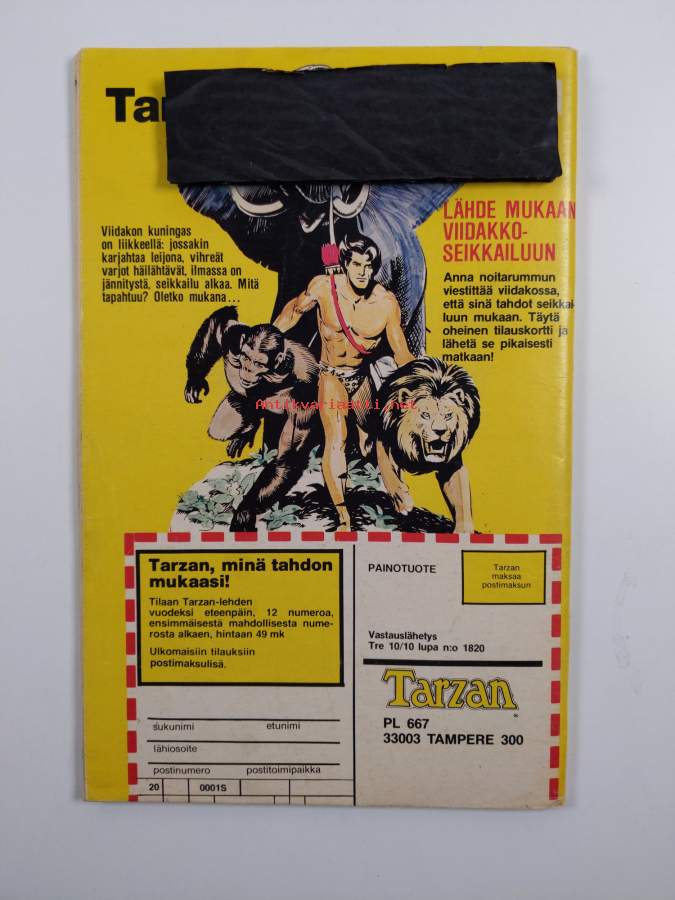 Viidakon kuningas
on liikkeellä: jossakin
karjahtaa leijona, vihreät
varjot häilähtävät, ilmassa on
jännitystä, seikkailu alkaa. Mitä
tapahtuu? Oletko mukana...
LÄHDE MUKAAN
VIIDAKKO-
SEIKKAILUUN
Anna noitarummun
viestittää viidakossa,
että sinä tahdot seikkai-
luun mukaan. Täytä
oheinen tilauskortti ja
lähetä se pikaisesti
matkaan!
Antikvariaatti.net
Tarzan, minä tahdon
mukaasi!
Tilaan Tarzan-lehden
vuodeksi eteenpäin, 12 numeroa,
ensimmäisestä mahdollisesta nume-
rosta alkaen, hintaan 49 mk
Ulkomaisiin tilauksiin
postimaksulisä.
sukunimi etunimi
lähiosoite
postinumero postitoimipaikka
20 0001S
PAINOTUOTE
Tarzan
maksaa
postimaksun
Vastauslähetys
Tre 10/10 lupa n:o 1820
Tarzan®
PL 667
33003 TAMPERE 300